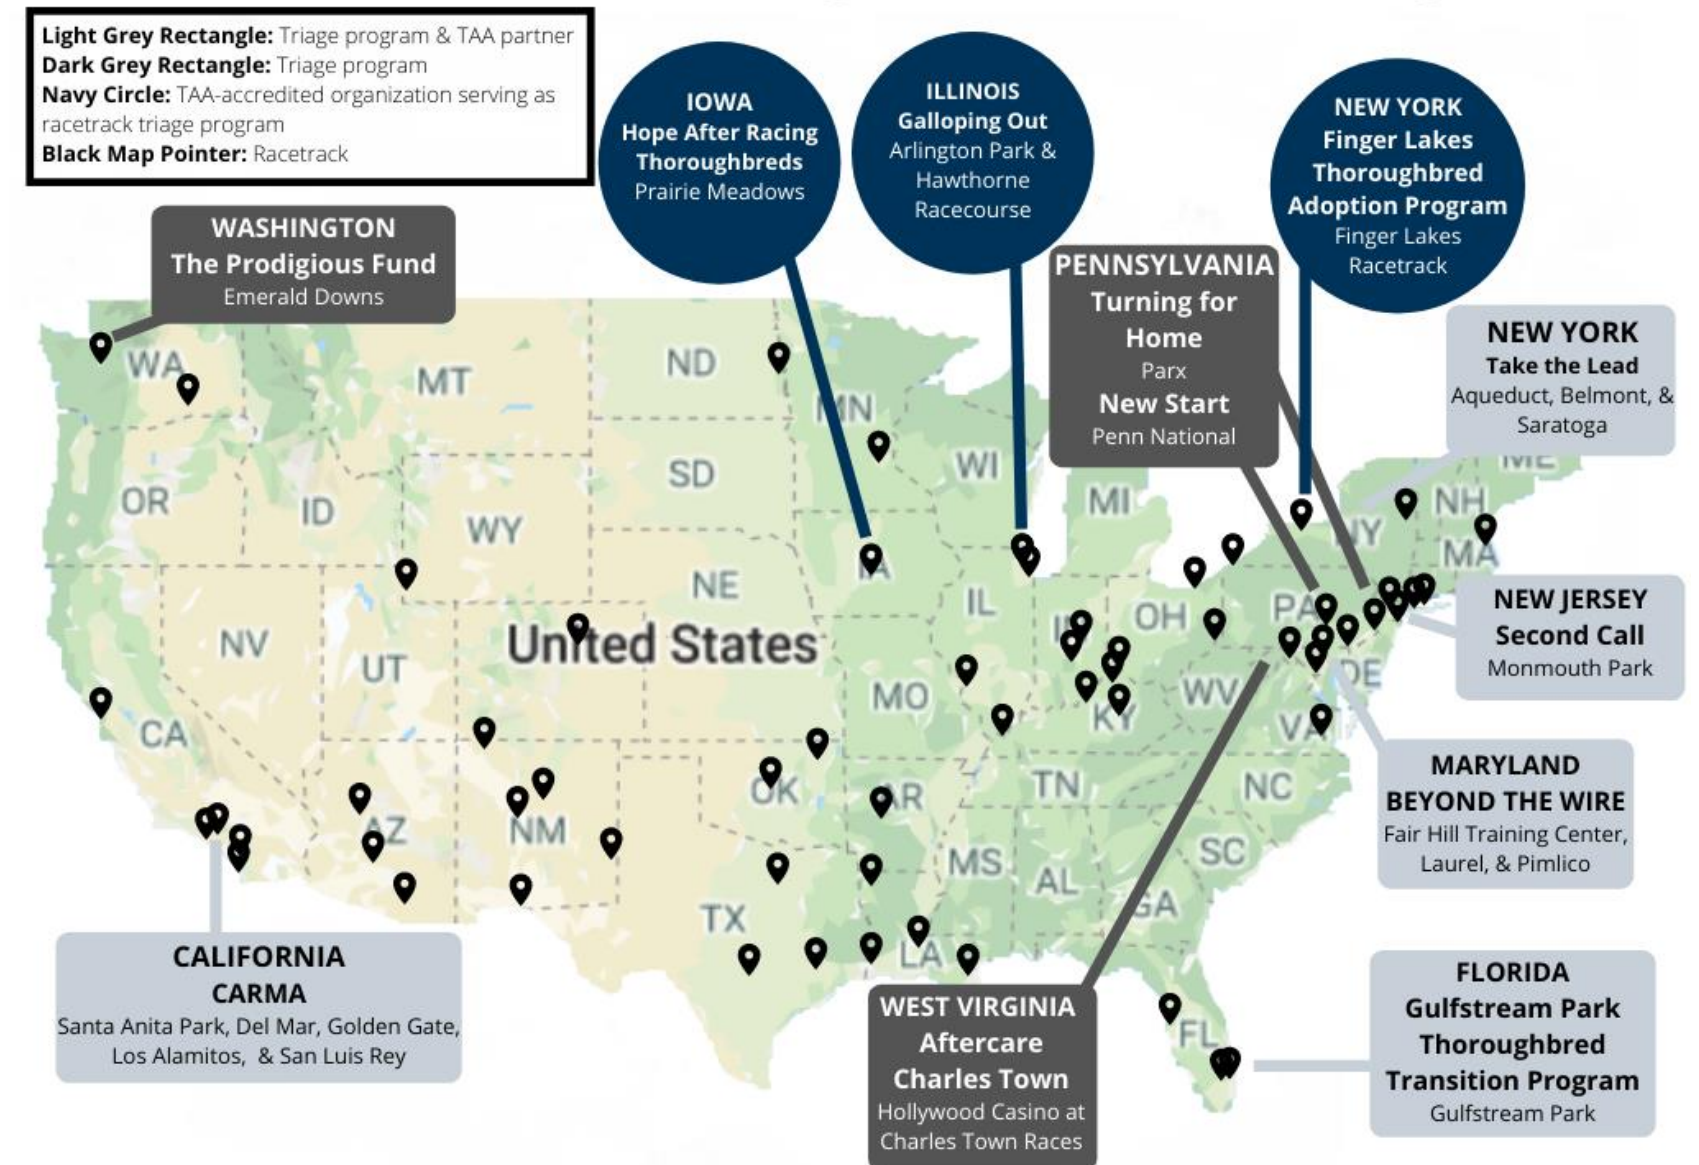 Light Grey Rectangle: Triage program & TAA partner
Dark Grey Rectangle: Triage program
Navy Circle: TAA-accredited organization serving as
racetrack triage program
Black Map Pointer: Racetrack
IOWA
Hope After Racing
Thoroughbreds
Prairie Meadows
ILLINOIS
Galloping Out
Arlington Park &
Hawthorne
Racecourse
NEW YORK
Finger Lakes
Thoroughbred
Adoption Program
Finger Lakes
Racetrack
WASHINGTON
The Prodigious Fund
Emerald Downs
PENNSYLVANIA
Turning for
Home
Parx
New Start
Penn National
NEW YORK
Take the Lead
Aqueduct, Belmont, &
Saratoga
WA
MT
ND
MN
OR
ID
WY
SD
WI
MI
NY
NH
ME
MA
NV
UT
NE
IA
IL
OH
PA
United States
NEW JERSEY
Second Call
Monmouth Park
CA
AZ
NM
OK
MO
AR
KY
WV
VA
DE
TN
NC
SC
MS
AL
GA
TX
LA
FL
MARYLAND
BEYOND THE WIRE
Fair Hill Training Center,
Laurel, & Pimlico
CALIFORNIA
CARMA
Santa Anita Park, Del Mar, Golden Gate,
Los Alamitos, & San Luis Rey
WEST VIRGINIA
Aftercare
Charles Town
Hollywood Casino at
Charles Town Races
FLORIDA
Gulfstream Park
Thoroughbred
Transition Program
Gulfstream Park